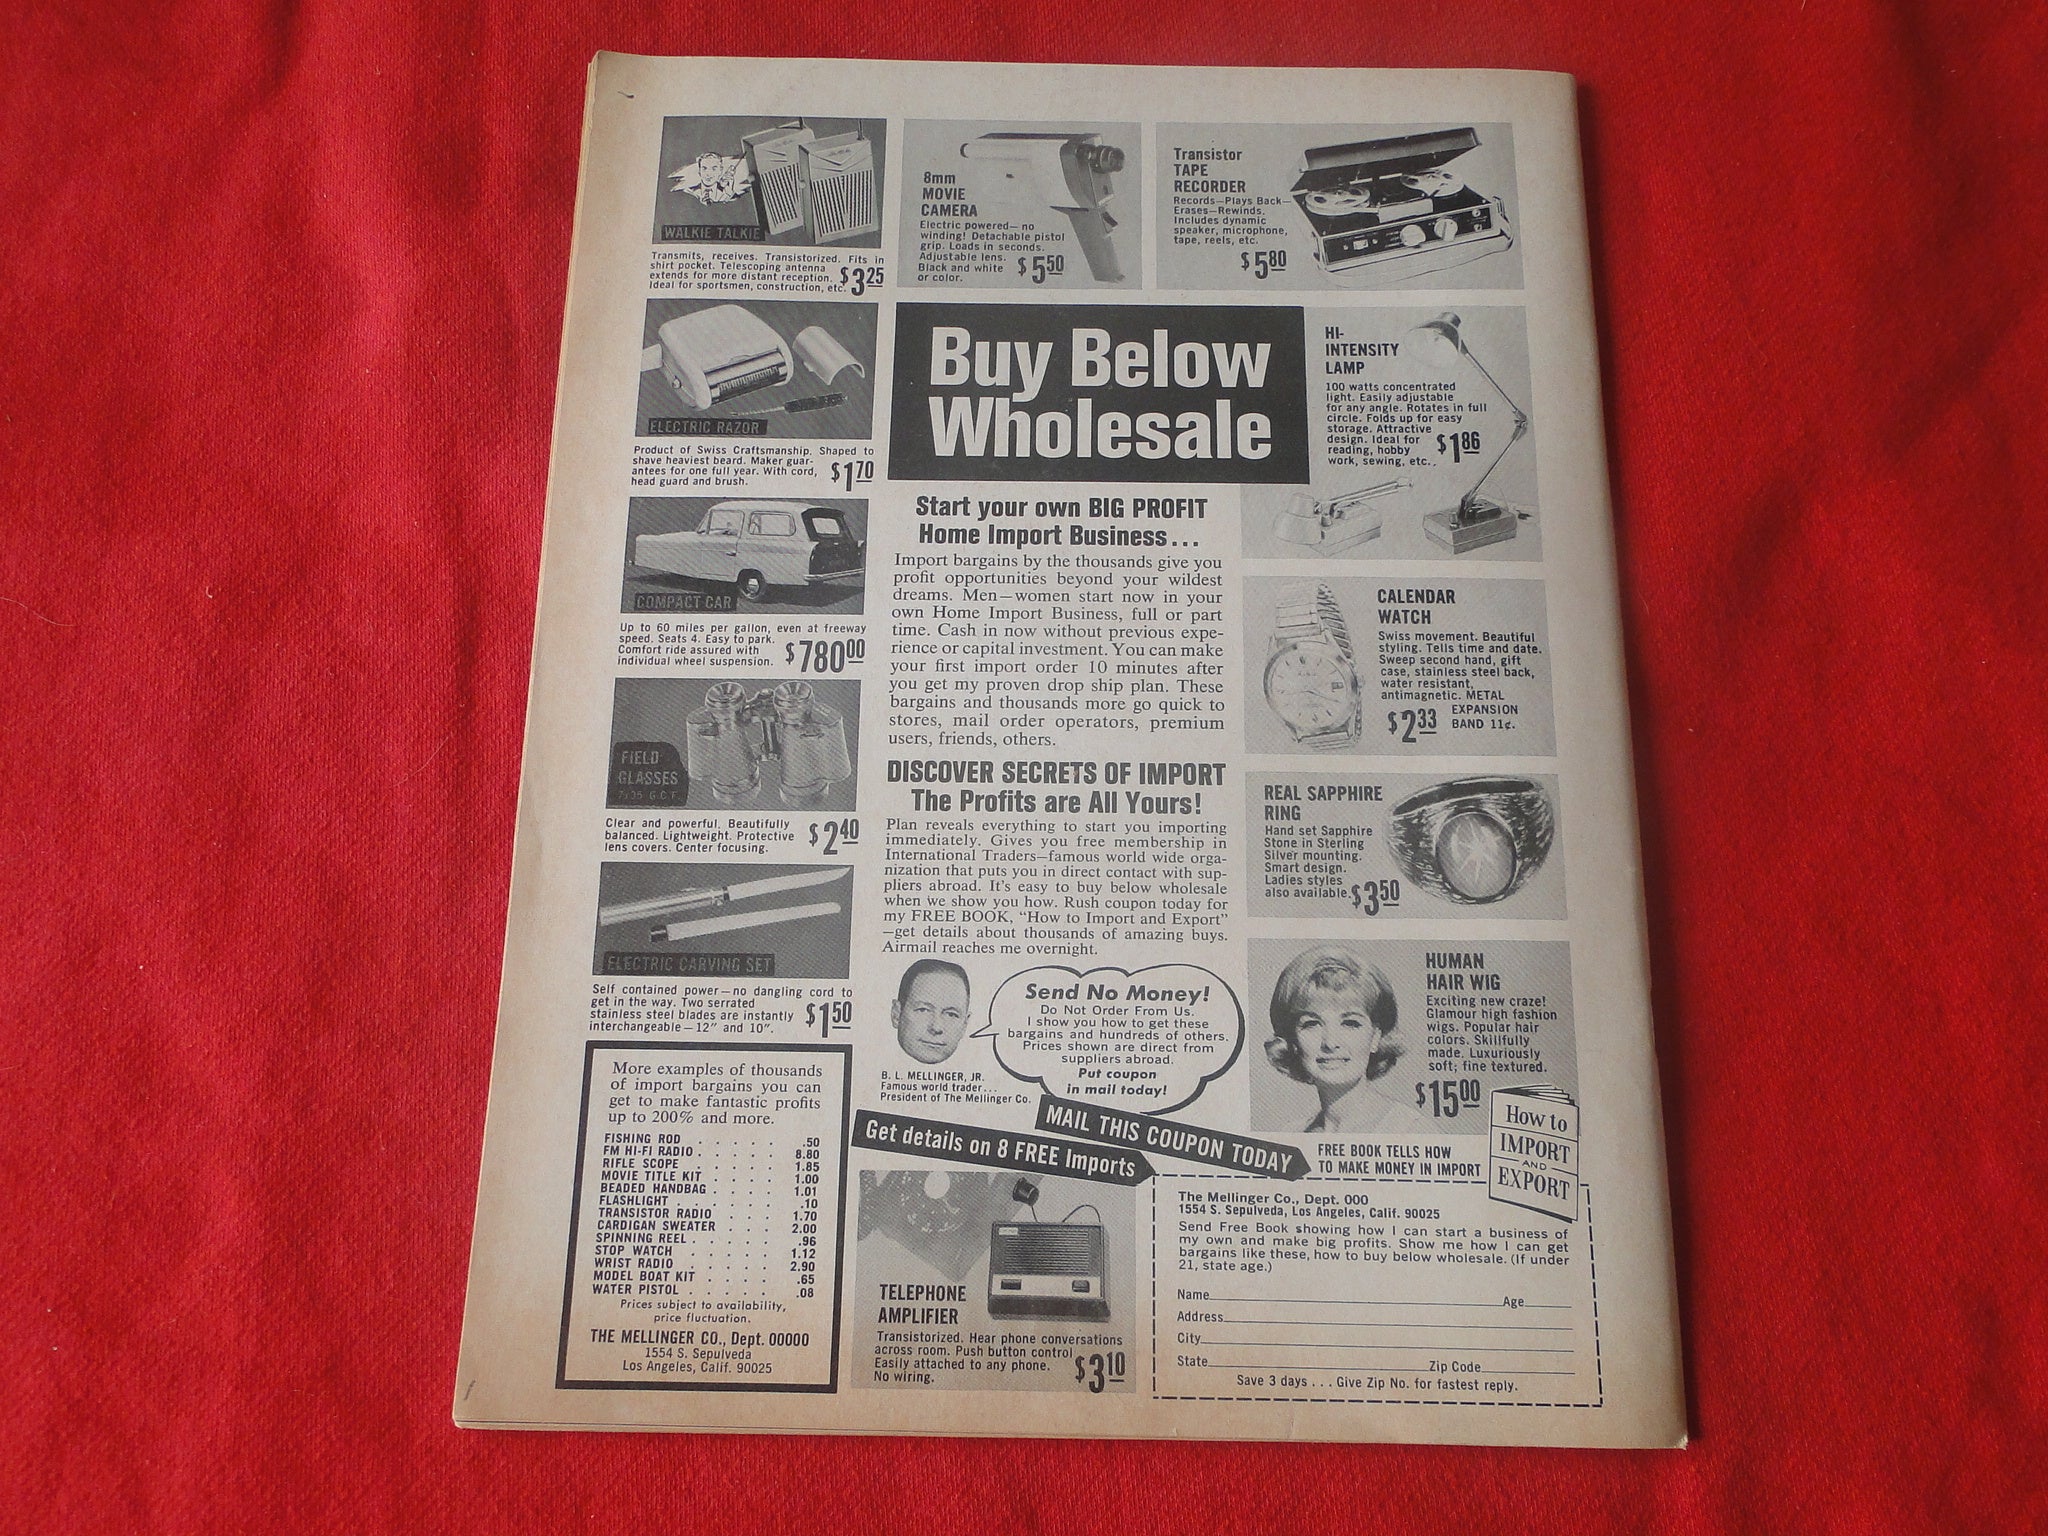 WALKIE TALKIE
Transmits, receives. Transistorized. Fits in
shirt pocket. Telescoping antenna
extends for more distant reception.
Ideal for sportsmen, construction, etc.
$3 25
8mm
MOVIE
CAMERA
Electric powered—no
winding! Detachable pistol
grip. Loads in seconds.
Adjustable lens.
Black and white
or color.
$5 50
Transistor
TAPE
RECORDER
Records—Plays Back—
Erases—Rewinds.
Includes dynamic
speaker, microphone,
tape, reels, etc.
$5 80
ELECTRIC RAZOR
Product of Swiss Craftsmanship. Shaped to
shave heaviest beard. Maker guar-
antees for one full year. With cord,
head guard and brush.
$1 70
COMPACT CAR
Up to 60 miles per gallon, even at freeway
speed. Seats 4. Easy to park.
Comfort ride assured with
individual wheel suspension.
$780 00
FIELD
GLASSES
7x35 G.C.F.
Clear and powerful. Beautifully
balanced. Lightweight. Protective
lens covers. Center focusing.
$2 40
ELECTRIC CARVING SET
Self contained power—no dangling cord to
get in the way. Two serrated
stainless steel blades are instantly
interchangeable—12" and 10".
$1 50
More examples of thousands
of import bargains you can
get to make fantastic profits
up to 200% and more.
FISHING ROD . . . . . .50
FM HI-FI RADIO . . . . . 8.80
RIFLE SCOPE . . . . . 1.85
MOVIE TITLE KIT . . . . 1.00
BEADED HANDBAG . . . . 1.01
FLASHLIGHT . . . . . .10
TRANSISTOR RADIO . . . 1.70
CARDIGAN SWEATER . . . 2.00
SPINNING REEL . . . . . .96
STOP WATCH . . . . . 1.12
WRIST RADIO . . . . . 2.90
MODEL BOAT KIT . . . . .65
WATER PISTOL . . . . . .08
Prices subject to availability,
price fluctuation.
THE MELLINGER CO., Dept. 00000
1554 S. Sepulveda
Los Angeles, Calif. 90025
Buy Below
Wholesale
Start your own BIG PROFIT
Home Import Business...
Import bargains by the thousands give you
profit opportunities beyond your wildest
dreams. Men—women start now in your
own Home Import Business, full or part
time. Cash in now without previous expe-
rience or capital investment. You can make
your first import order 10 minutes after
you get my proven drop ship plan. These
bargains and thousands more go quick to
stores, mail order operators, premium
users, friends, others.
DISCOVER SECRETS OF IMPORT
The Profits are All Yours!
Plan reveals everything to start you importing
immediately. Gives you free membership in
International Traders—famous world wide orga-
nization that puts you in direct contact with sup-
pliers abroad. It's easy to buy below wholesale
when we show you how. Rush coupon today for
my FREE BOOK, "How to Import and Export"
—get details about thousands of amazing buys.
Airmail reaches me overnight.
Send No Money!
Do Not Order From Us.
I show you how to get these
bargains and hundreds of others.
Prices shown are direct from
suppliers abroad.
Put coupon
in mail today!
B. L. MELLINGER, JR.
Famous world trader...
President of The Mellinger Co.
HI-
INTENSITY
LAMP
100 watts concentrated
light. Easily adjustable
for any angle. Rotates in full
circle. Folds up for easy
storage. Attractive
design. Ideal for
reading, hobby
work, sewing, etc..
$1 86
CALENDAR
WATCH
Swiss movement. Beautiful
styling. Tells time and date.
Sweep second hand, gift
case, stainless steel back,
water resistant,
antimagnetic. METAL
EXPANSION
BAND 11¢.
$2 33
REAL SAPPHIRE
RING
Hand set Sapphire
Stone in Sterling
Silver mounting.
Smart design.
Ladies styles
also available.
$3 50
HUMAN
HAIR WIG
Exciting new craze!
Glamour high fashion
wigs. Popular hair
colors. Skillfully
made. Luxuriously
soft; fine textured.
$15 00
Get details on 8 FREE Imports
MAIL THIS COUPON TODAY
FREE BOOK TELLS HOW
TO MAKE MONEY IN IMPORT
How to
IMPORT
AND
EXPORT
TELEPHONE
AMPLIFIER
Transistorized. Hear phone conversations
across room. Push button control
Easily attached to any phone.
No wiring.
$3 10
The Mellinger Co., Dept. 000
1554 S. Sepulveda, Los Angeles, Calif. 90025
Send Free Book showing how I can start a business of
my own and make big profits. Show me how I can get
bargains like these, how to buy below wholesale. (If under
21, state age.)
Name Age
Address
City
State Zip Code
Save 3 days . . . Give Zip No. for fastest reply.